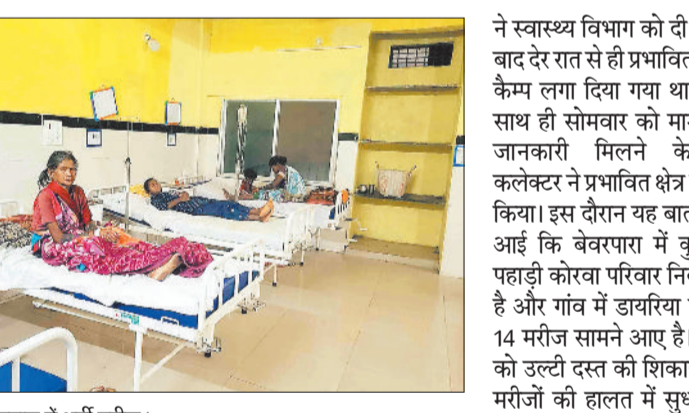 ने स्वास्थ्य विभाग को दी
बाद देर रात से ही प्रभावित
कैम्प लगा दिया गया था
साथ ही सोमवार को
जानकारी मिलने के
कलेक्टर ने प्रभावित क्षेत्र
किया। इस दौरान यह बात
आई कि बेवरपारा में
पहाड़ी कोरवा परिवार
है और गांव में डायरिया
14 मरीज सामने आए है।
को उल्टी दस्त की
मरीजों की हालत में